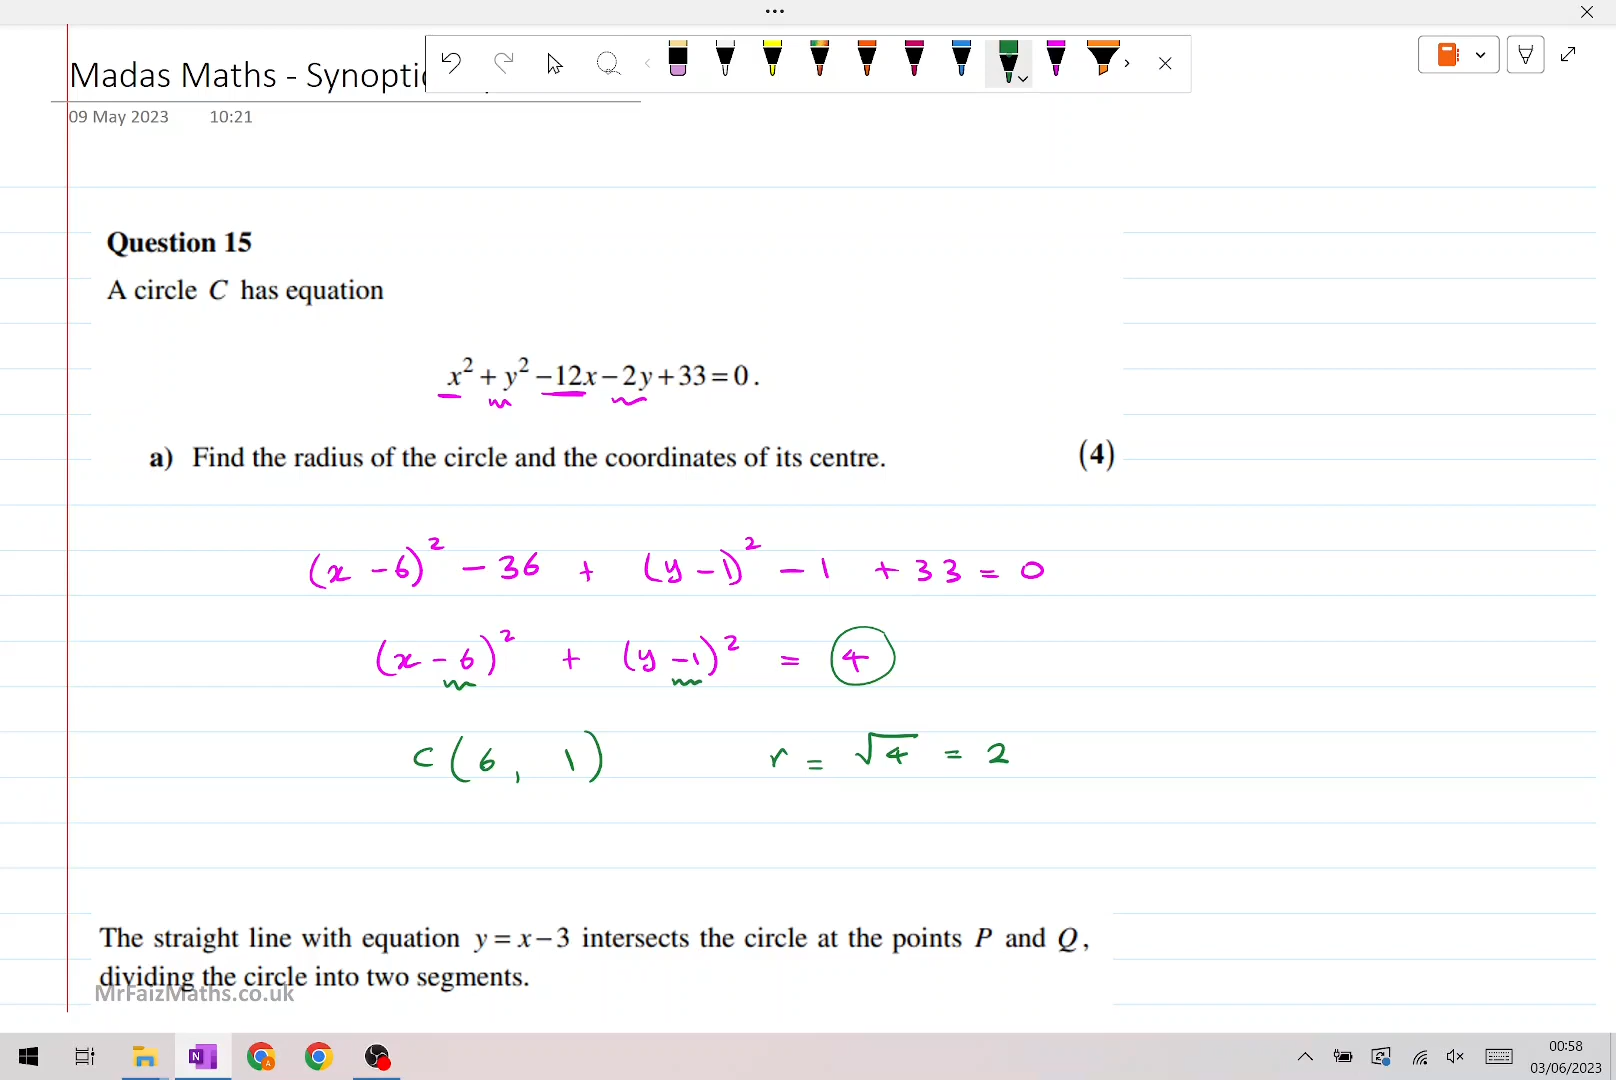 Madas Maths - Synoptic
09 May 2023 10:21
Question 15
A circle C has equation
x² + y² −12x − 2y + 33 = 0 .
a) Find the radius of the circle and the coordinates of its centre. (4)
(x − 6)² − 36 + (y − 1)² − 1 + 33 = 0
(x − 6)² + (y − 1)² = 4
C (6, 1) r = √4 = 2
The straight line with equation y = x − 3 intersects the circle at the points P and Q,
dividing the circle into two segments.
MrFaizMaths.co.uk
00:58
03/06/2023